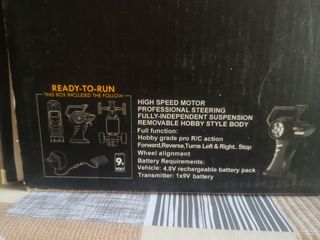 READY-TO-RUN
THIS BOX INCLUDED THE FOLLOW
9V
VOLT
HIGH SPEED MOTOR
PROFESSIONAL STEERING
FULLY-INDEPENDENT SUSPENSION
REMOVABLE HOBBY STYLE BODY
Full function:
Hobby grade pro R/C action
Forward,Reverse,Turns Left & Right. Stop
Wheel alignment
Battery Requirements:
Vehicle: 4.8V rechargeable battery pack
Transmitter: 1x9V battery